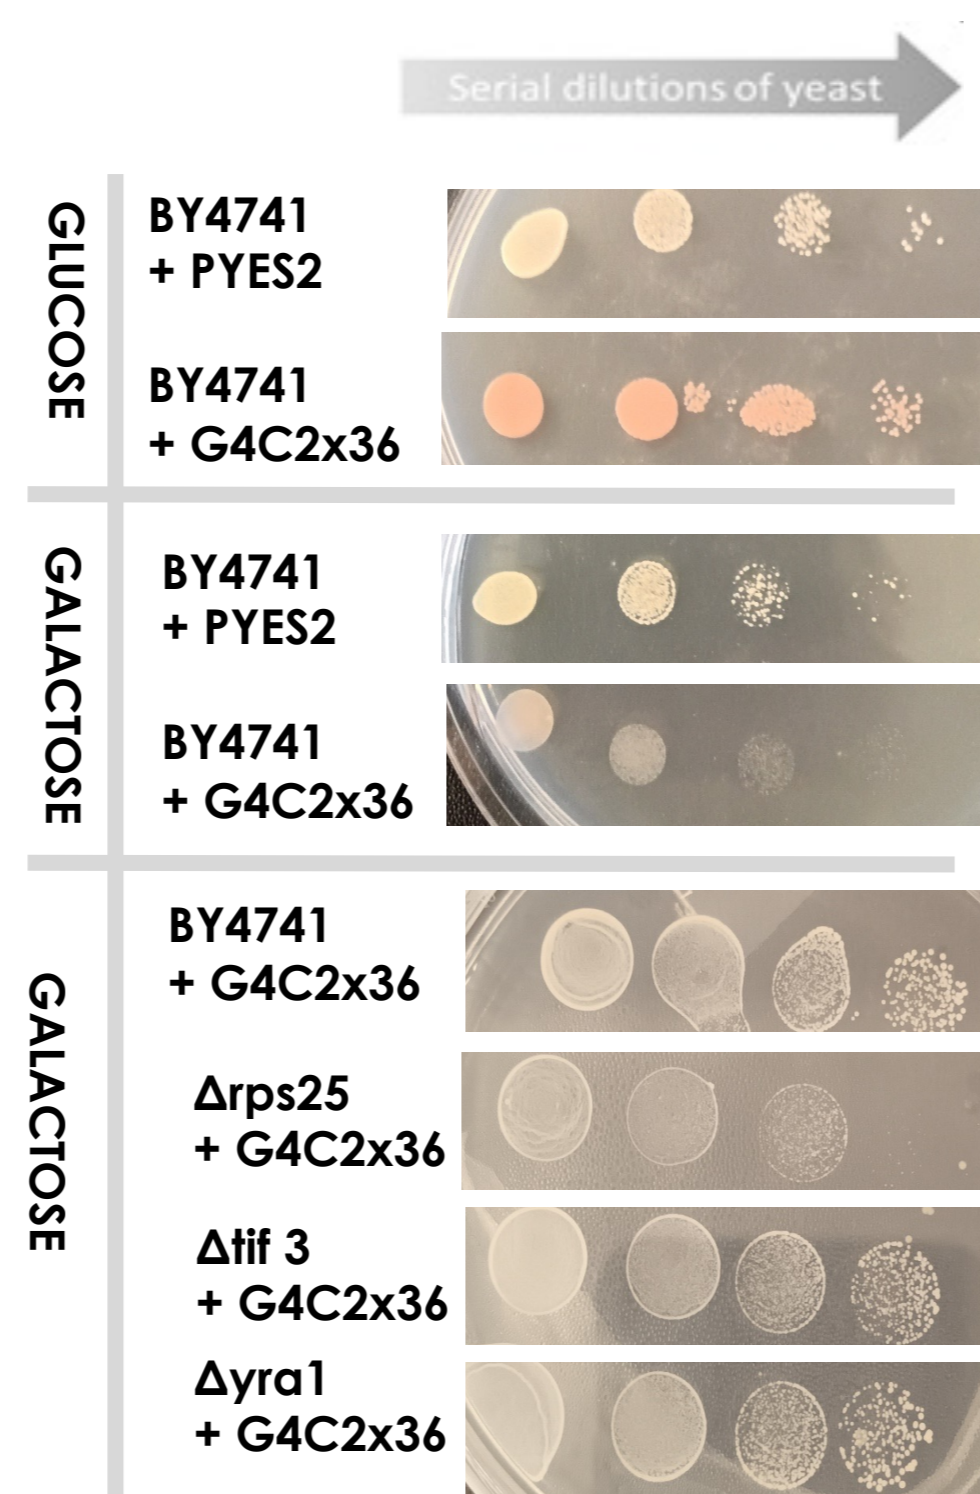 Serial dilutions of yeast
GLUCOSE
BY4741
+ PYES2
BY4741
+ G4C2x36
GALACTOSE
BY4741
+ PYES2
BY4741
+ G4C2x36
GALACTOSE
BY4741
+ G4C2x36
Δrps25
+ G4C2x36
Δtif 3
+ G4C2x36
Δyra1
+ G4C2x36